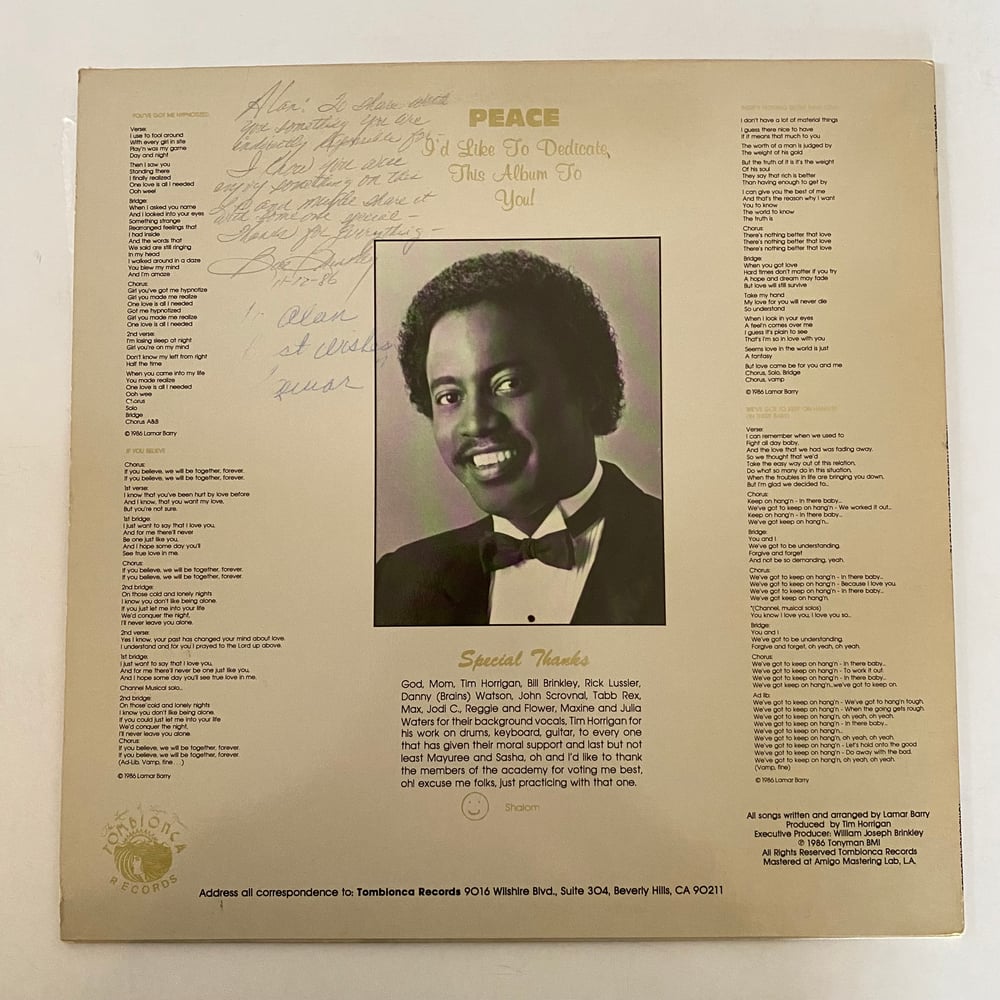 YOU'VE GOT ME HYPNOTIZED
Verse:
I use to fool around
With every girl in site
Play'n was my game
Day and night
Then I saw you
Standing there
I finally realized
One love is all I needed
Ooh weel
Bridge:
When I asked you name
And I looked into your eyes
Something strange
Rearranged feelings that
I had inside
And the words that
We said are still ringing
In my head
I walked around in a daze
You blew my mind
And I'm amaze
Chorus:
Girl you've got me hypnotize
Girl you made me realize
One love is all I needed
Got me hypnotized
Girl you made me realize
One love is all I needed
2nd verse:
I'm losing sleep at night
Girl you're on my mind
Don't know my left from right
Half the time
When you came into my life
You made realize
One love is all I needed
Ooh wee
Chorus
Solo
Bridge
Chorus A&B
© 1986 Lamar Barry
IF YOU BELIEVE
Chorus:
If you believe, we will be together, forever.
If you believe, we will be together, forever.
1st verse:
I know that you've been hurt by love before
And I know, that you want my love,
But you're not sure.
1st bridge:
I just want to say that I love you,
And for me there'll never
Be one just like you,
And I hope some day you'll
See true love in me.
Chorus:
If you believe, we will be together, forever.
If you believe, we will be together, forever.
2nd bridge:
On those cold and lonely nights
I know you don't like being alone.
If you just let me into your life
We'd conquer the night,
I'll never leave you alone.
2nd verse:
Yes I know, your past has changed your mind about love.
I understand and for you I prayed to the Lord up above.
1st bridge:
I just want to say that I love you,
And for me there'll never be one just like you,
And I hope some day you'll see true love in me.
Channel Musical solo...
2nd bridge:
On those cold and lonely nights
I know you don't like being alone.
If you could just let me into your life
We'd conquer the night,
I'll never leave you alone
Chorus:
If you believe, we will be together, forever.
If you believe, we will be together, forever.
(Ad-Lib. Vamp, fine . . .)
© 1986 Lamar Barry
Alan: To share with
you something you are
indirectly responsible for—
I know you will
enjoy something on this
LP and maybe share it
with someone special—
Thanks for Everything—
Brinkley
-86
alan
st wishes
Lamar
PEACE
I'd Like To Dedicate
This Album To
You!
Special Thanks
God, Mom, Tim Horrigan, Bill Brinkley, Rick Lussier,
Danny (Brains) Watson, John Scrovnal, Tabb Rex,
Max, Jodi C., Reggie and Flower, Maxine and Julia
Waters for their background vocals, Tim Horrigan for
his work on drums, keyboard, guitar, to every one
that has given their moral support and last but not
least Mayuree and Sasha, oh and I'd like to thank
the members of the academy for voting me best,
oh! excuse me folks, just practicing with that one.
Shalom
I don't have a lot of material things
I guess there nice to have
If it means that much to you
The worth of a man is judged by
The weight of his gold
But the truth of it is it's the weight
Of his soul
They say that rich is better
Than having enough to get by
I can give you the best of me
And that's the reason why I want
You to know
The world to know
The truth is
Chorus:
There's nothing better that love
There's nothing better that love
There's nothing better that love
Bridge:
When you got love
Hard times don't matter if you try
A hope and dream may fade
But love will still survive
Take my hand
My love for you will never die
So understand
When I look in your eyes
A feel'n comes over me
I guess it's plain to see
That's I'm so in love with you
Seems love in the world is just
A fantasy
But love came be for you and me
Chorus, Solo, Bridge
Chorus, vamp
© 1986 Lamar Barry
WE'VE GOT TO KEEP ON HANG'N
(IN THERE BABY)
Verse:
I can remember when we used to
Fight all day baby,
And the love that we had was fading away.
So we thought that we'd
Take the easy way out of this relation,
Do what so many do in this situation,
When the troubles in life are bringing you down,
But I'm glad we decided to...
Chorus:
Keep on hang'n - In there baby...
We've got to keep on hang'n - We worked it out...
Keep on hang'n - In there baby...
We've got keep on hang'n..
Bridge:
You and I
We've got to be understanding.
Forgive and forget
And not be so demanding, yeah.
Chorus:
We've got to keep on hang'n - In there baby...
We've got to keep on hang'n - Because I love you
We've got to keep on hang'n - In there baby...
We've got keep on hang'n,
*(Channel, musical solos)
You know I love you, I love you so...
Bridge:
You and I
We've got to be understanding.
Forgive and forget, oh yeah, oh yeah.
Chorus:
We've got to keep on hang'n - In there baby...
We've got to keep on hang'n - To work it out.
We've got to keep on hang'n - In there baby...
We've got to keep on hang'n..we've got to keep on.
Ad lib:
We've got to keep on hang'n - We've got to hang'n tough.
We've got to keep on hang'n - When the going gets rough.
We've got to keep on hang'n, oh yeah, oh yeah.
We've got to keep on hang'n - In there baby...
We've got to keep on hang'n..
We've got to keep on hang'n, oh yeah, oh yeah.
We've got to keep on hang'n - Let's hold onto the good
We've got to keep on hang'n - Do away with the bad.
We've got to keep on hang'n, oh yeah, oh yeah.
(Vamp, fine)
© 1986 Lamar Barry
All songs written and arranged by Lamar Barry
Produced by Tim Horrigan
Executive Producer: William Joseph Brinkley
℗ 1986 Tonyman BMI
All Rights Reserved Tomblonca Records
Mastered at Amigo Mastering Lab, L.A.
TOMBLONCA
RECORDS
Address all correspondence to: Tomblonca Records 9016 Wilshire Blvd., Suite 304, Beverly Hills, CA 90211